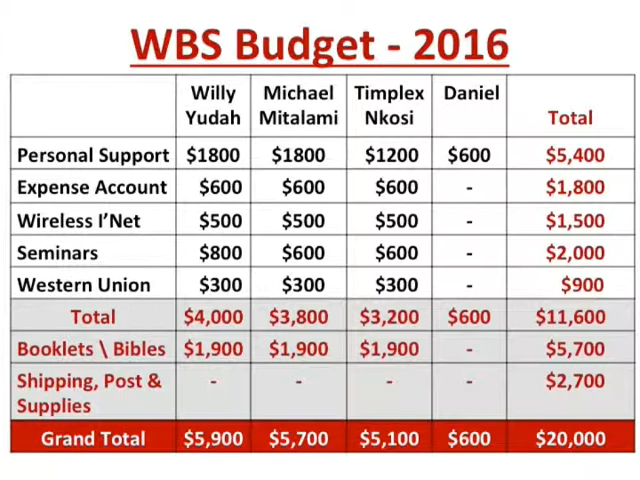 WBS Budget - 2016
Willy Yudah Michael Mitalami Timplex Nkosi Daniel Total
Personal Support $1800 $1800 $1200 $600 $5,400
Expense Account $600 $600 $600 - $1,800
Wireless I’Net $500 $500 $500 - $1,500
Seminars $800 $600 $600 - $2,000
Western Union $300 $300 $300 - $900
Total $4,000 $3,800 $3,200 $600 $11,600
Booklets \ Bibles $1,900 $1,900 $1,900 - $5,700
Shipping, Post & Supplies - - - - $2,700
Grand Total $5,900 $5,700 $5,100 $600 $20,000